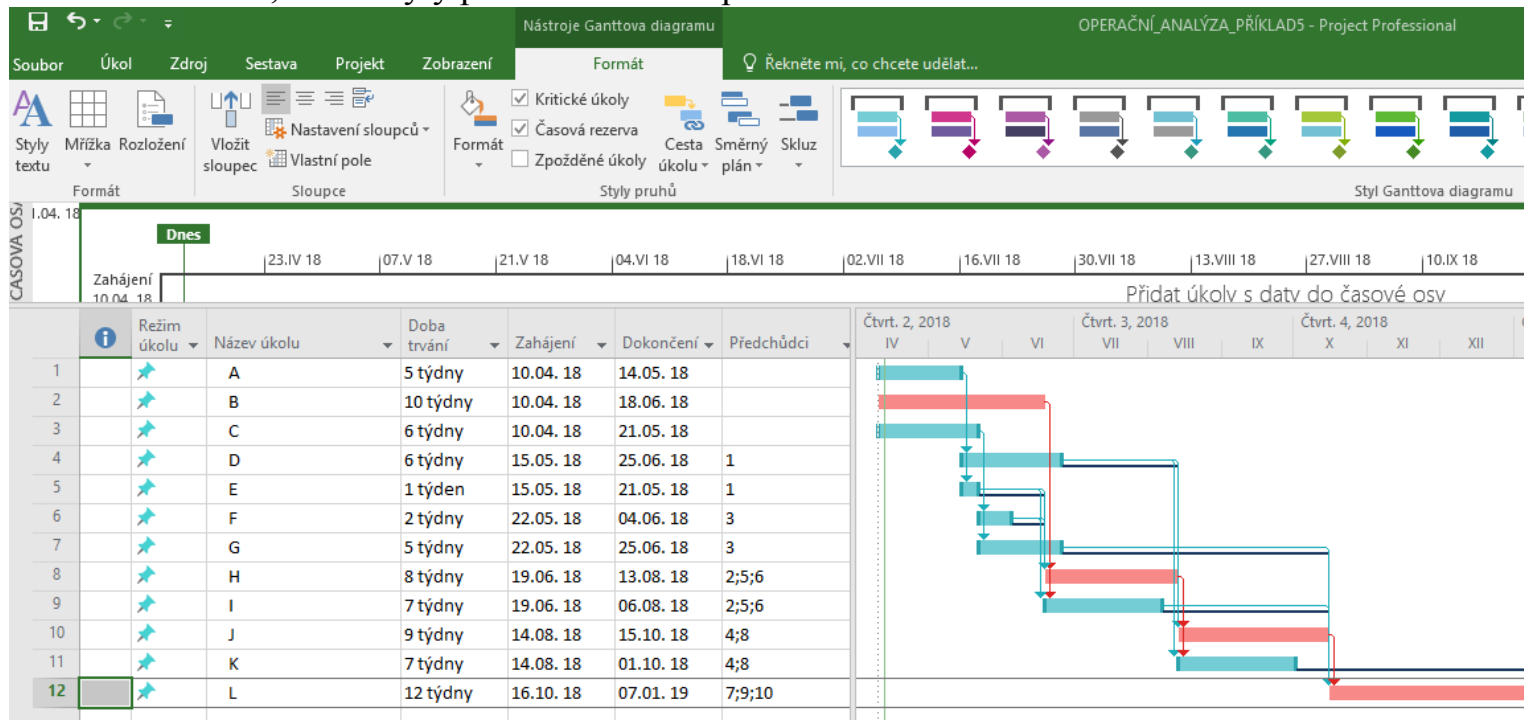 Nástroje Ganttova diagramu
OPERAČNÍ_ANALÝZA_PŘÍKLAD5 - Project Professional
Soubor Úkol Zdroj Sestava Projekt Zobrazení Formát Řekněte mi, co chcete udělat...
Styly textu
Mřížka
Rozložení
Formát
Vložit sloupec
Nastavení sloupců
Vlastní pole
Sloupce
Formát
Kritické úkoly
Časová rezerva
Zpožděné úkoly
Cesta úkolu
Směrný plán
Skluz
Styly pruhů
Styl Ganttova diagramu
ČASOVÁ OSA
.04. 18
Dnes
23.IV 18 07.V 18 21.V 18 04.VI 18 18.VI 18 02.VII 18 16.VII 18 30.VII 18 13.VIII 18 27.VIII 18 10.IX 18
Zahájení
10.04. 18
Přidat úkoly s daty do časové osy
Režim úkolu Název úkolu Doba trvání Zahájení Dokončení Předchůdci
Čtvrt. 2, 2018 Čtvrt. 3, 2018 Čtvrt. 4, 2018
IV V VI VII VIII IX X XI XII
1 A 5 týdny 10.04. 18 14.05. 18
2 B 10 týdny 10.04. 18 18.06. 18
3 C 6 týdny 10.04. 18 21.05. 18
4 D 6 týdny 15.05. 18 25.06. 18 1
5 E 1 týden 15.05. 18 21.05. 18 1
6 F 2 týdny 22.05. 18 04.06. 18 3
7 G 5 týdny 22.05. 18 25.06. 18 3
8 H 8 týdny 19.06. 18 13.08. 18 2;5;6
9 I 7 týdny 19.06. 18 06.08. 18 2;5;6
10 J 9 týdny 14.08. 18 15.10. 18 4;8
11 K 7 týdny 14.08. 18 01.10. 18 4;8
12 L 12 týdny 16.10. 18 07.01. 19 7;9;10